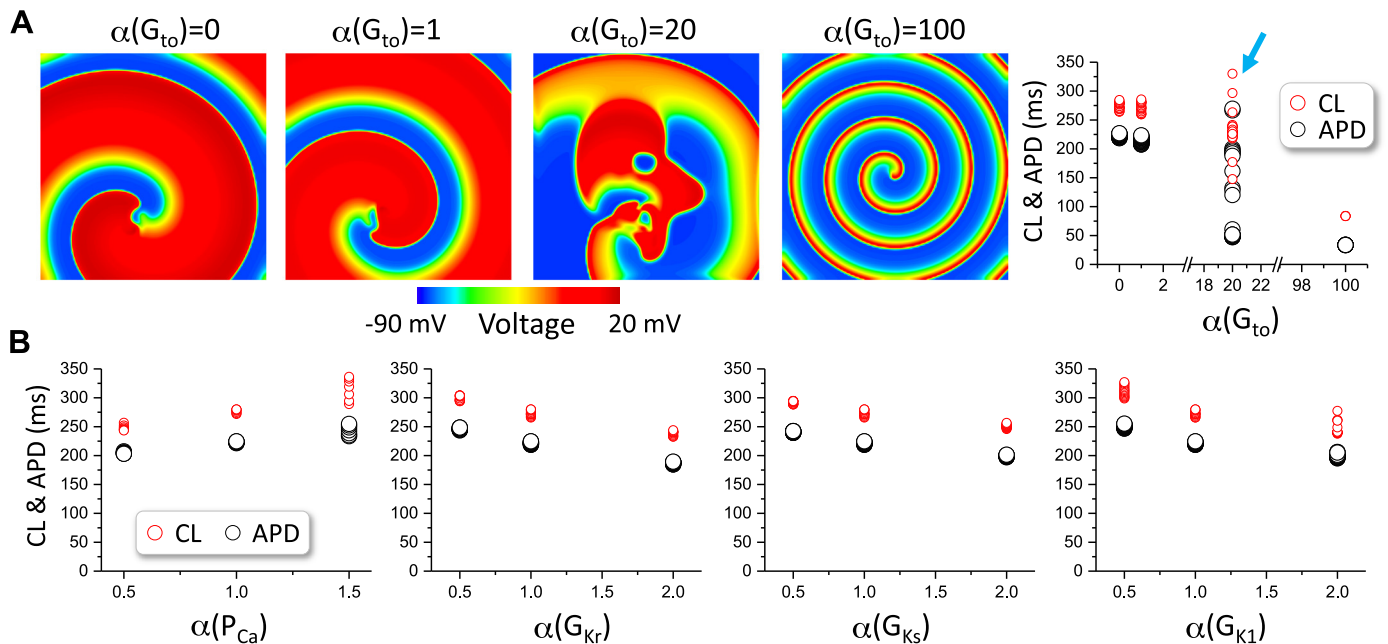 A
α(Gto)=0
α(Gto)=1
α(Gto)=20
α(Gto)=100
-90 mV Voltage 20 mV
CL & APD (ms)
350
300
250
200
150
100
50
0
0 2 18 20 22 98 100
α(Gto)
CL
APD
B
CL & APD (ms)
350
300
250
200
150
100
50
0
0.5 1.0 1.5
α(PCa)
CL APD
350
300
250
200
150
100
50
0
0.5 1.0 1.5 2.0
α(GKr)
350
300
250
200
150
100
50
0
0.5 1.0 1.5 2.0
α(GKs)
350
300
250
200
150
100
50
0
0.5 1.0 1.5 2.0
α(GK1)